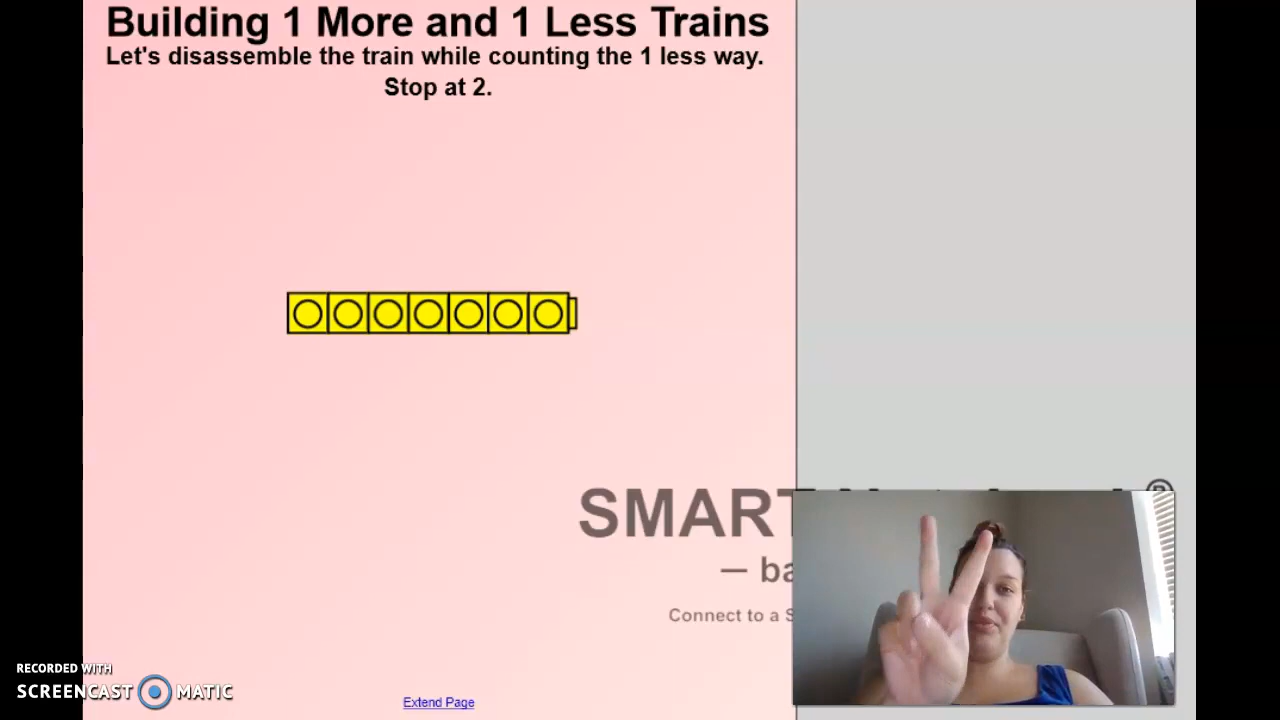 Building 1 More and 1 Less Trains
Let's disassemble the train while counting the 1 less way.
Stop at 2.
SMART
®
— ba
Connect to a S
RECORDED WITH
SCREENCAST MATIC
Extend Page